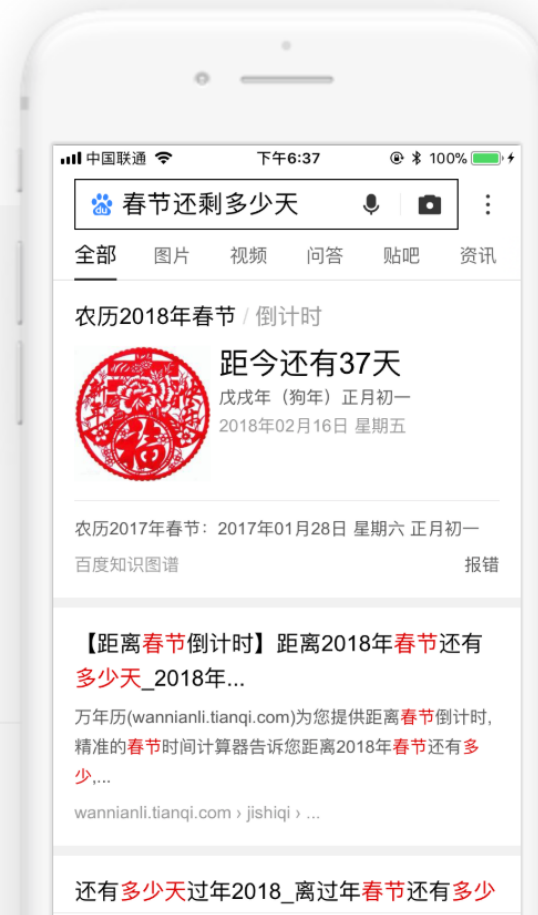 中国联通 下午6:37 100%
du 春节还剩多少天
全部 图片 视频 问答 贴吧 资讯
农历2018年春节 / 倒计时
距今还有37天
戊戌年（狗年）正月初一
2018年02月16日 星期五
新年快乐
福
农历2017年春节：2017年01月28日 星期六 正月初一
百度知识图谱 报错
【距离春节倒计时】距离2018年春节还有
多少天_2018年...
万年历(wannianli.tianqi.com)为您提供距离春节倒计时,
精准的春节时间计算器告诉您距离2018年春节还有多
少,...
wannianli.tianqi.com › jishiqi › ...
还有多少天过年2018_离过年春节还有多少